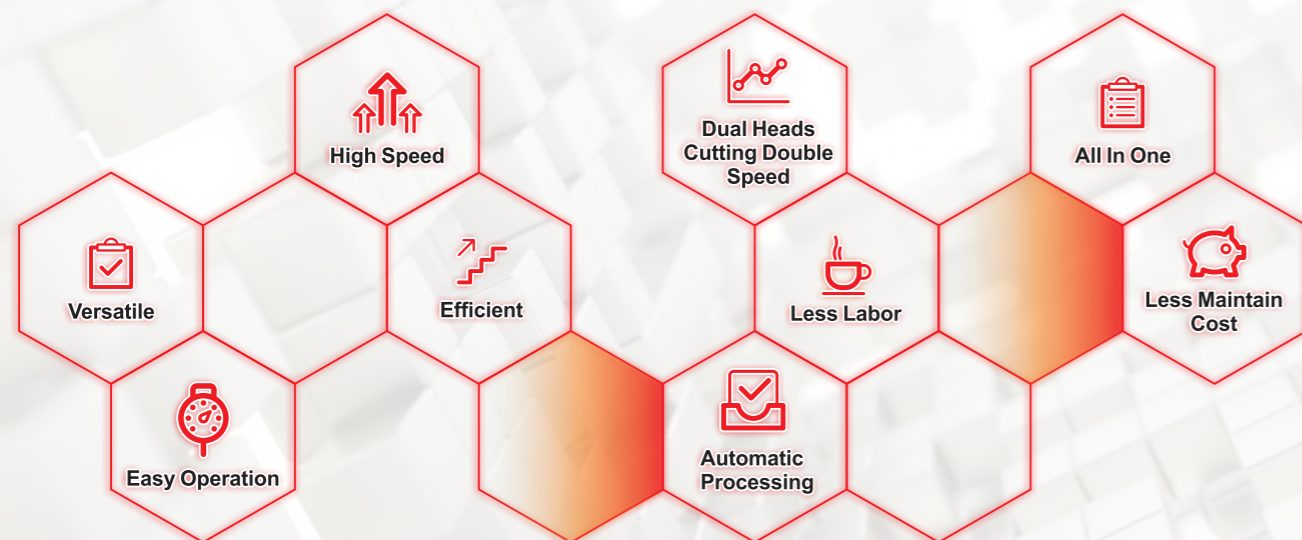 High Speed
Dual Heads
Cutting Double
Speed
All In One
Versatile
Efficient
Less Labor
Less Maintain
Cost
Easy Operation
Automatic
Processing